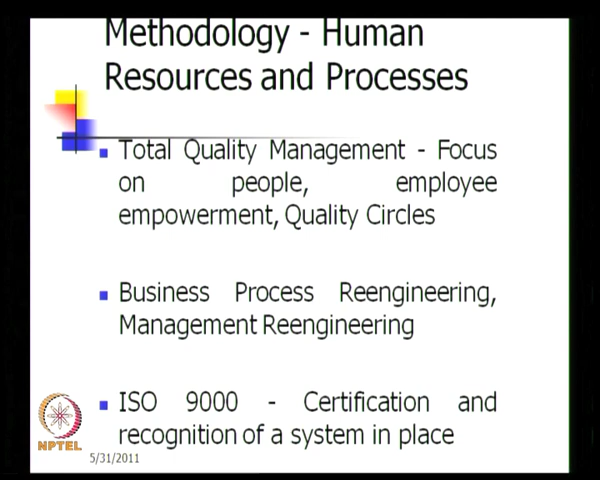 Methodology - Human
Resources and Processes
Total Quality Management - Focus
on people, employee
empowerment, Quality Circles
Business Process Reengineering,
Management Reengineering
ISO 9000 - Certification and
recognition of a system in place
NPTEL
5/31/2011